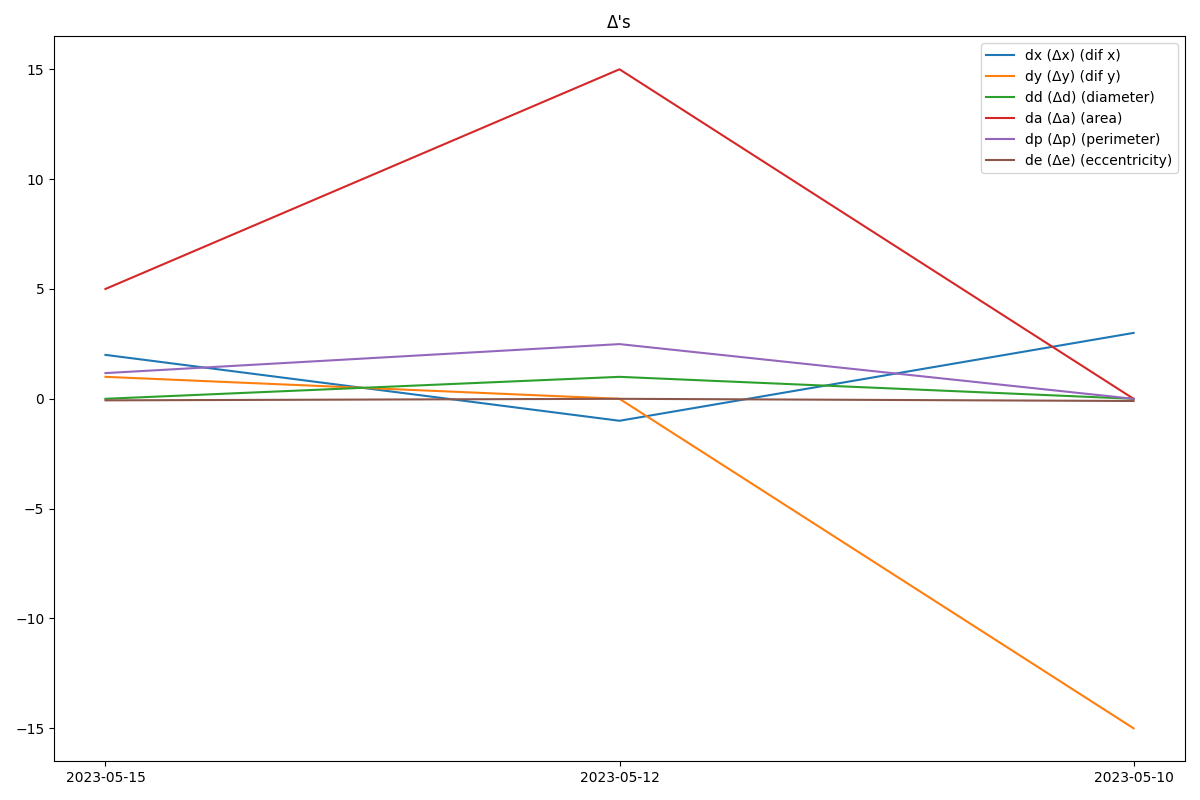 Δ's
dx (Δx) (dif x)
dy (Δy) (dif y)
dd (Δd) (diameter)
da (Δa) (area)
dp (Δp) (perimeter)
de (Δe) (eccentricity)
15
10
5
0
−5
−10
−15
2023-05-15 2023-05-12 2023-05-10